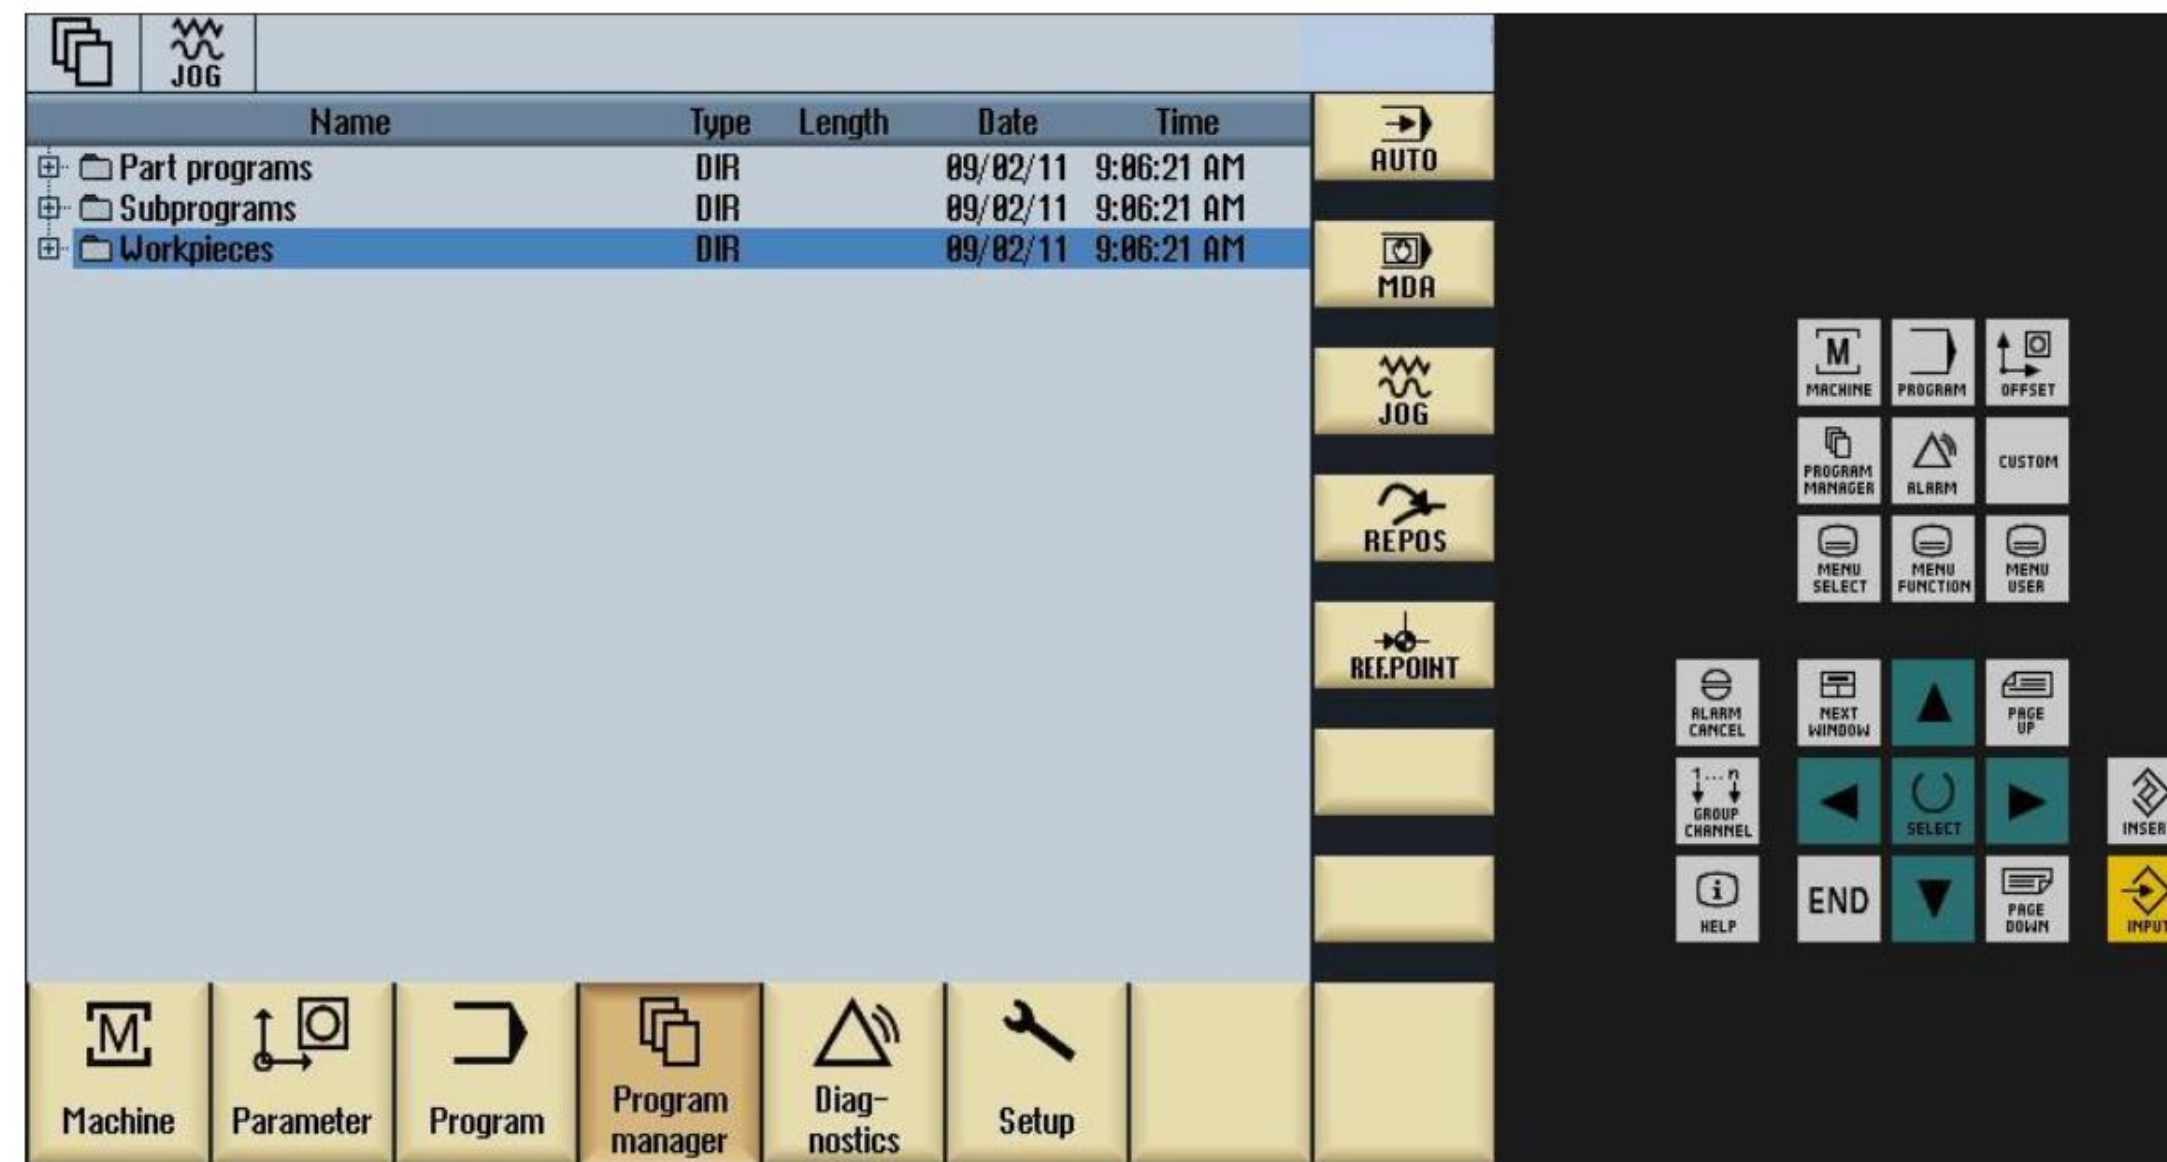 JOG
Name Type Length Date Time
Part programs DIR 09/02/11 9:06:21 AM
Subprograms DIR 09/02/11 9:06:21 AM
Workpieces DIR 09/02/11 9:06:21 AM
AUTO
MDA
JOG
REPOS
REF.POINT
M
Machine
Parameter
Program
Program
manager
Diag-
nostics
Setup
M
MACHINE PROGRAM OFFSET
PROGRAM
MANAGER
ALARM
CUSTOM
MENU
SELECT
MENU
FUNCTION
MENU
USER
ALARM
CANCEL
NEXT
WINDOW
PAGE
UP
1...n
GROUP
CHANNEL
SELECT
INSER
i
HELP
END
PAGE
DOWN
INPUT